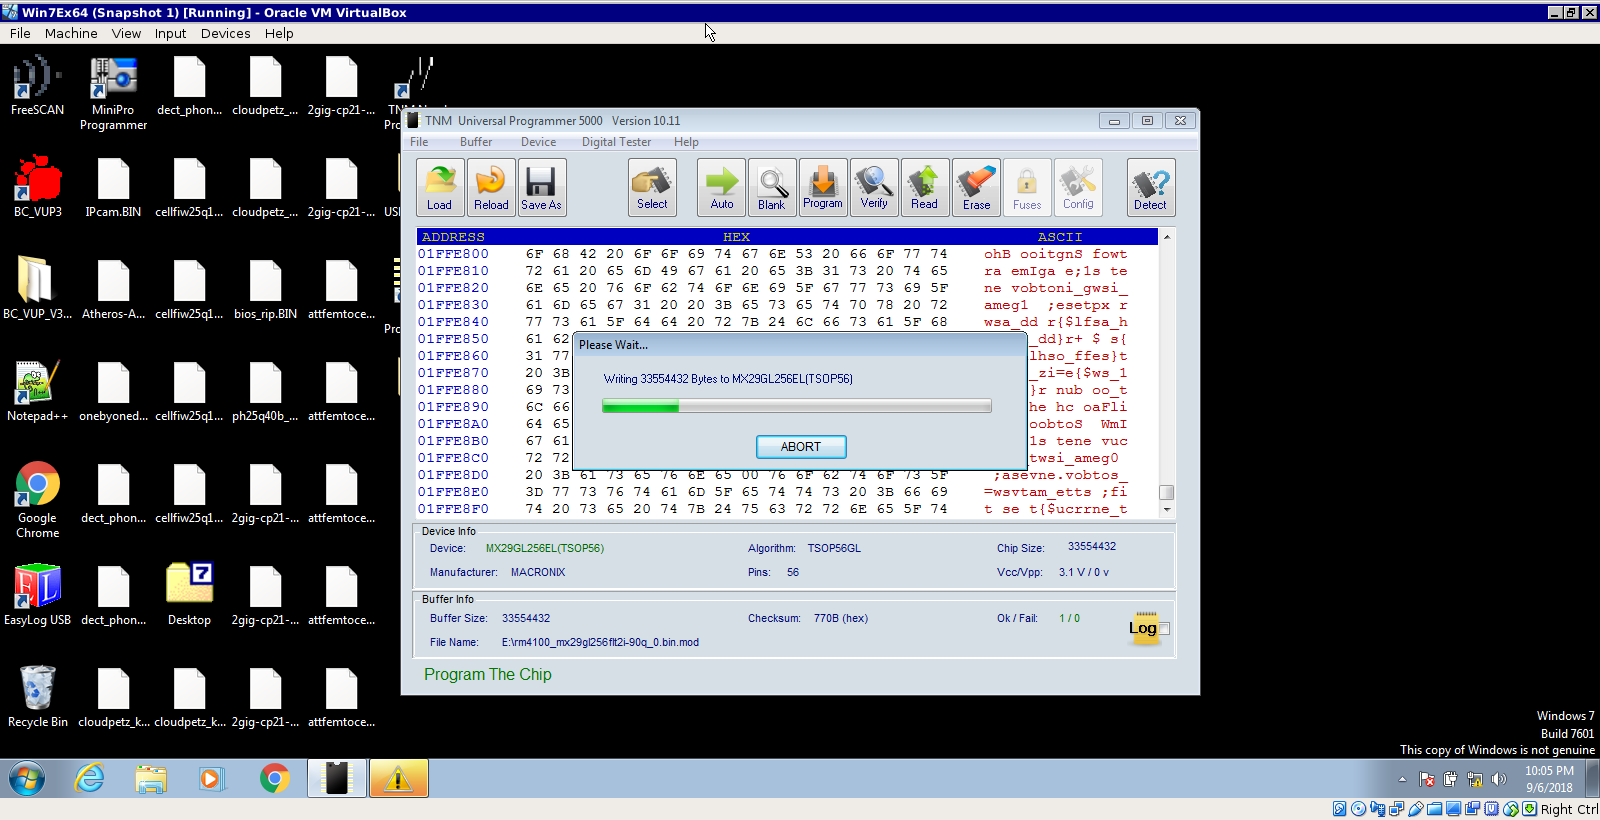 Win7Ex64 (Snapshot 1) [Running] - Oracle VM VirtualBox
File Machine View Input Devices Help
FreeSCAN
MiniPro Programmer
dect_phon...
cloudpetz_...
2gig-cp21-...
BC_VUP3
IPcam.BIN
cellfiw25q1...
cloudpetz_...
2gig-cp21-...
BC_VUP_V3...
Atheros-A...
cellfiw25q1...
bios_rip.BIN
attfemtoce...
Notepad++
onebyoned...
cellfiw25q1...
ph25q40b_...
attfemtoce...
Google Chrome
dect_phon...
cellfiw25q1...
2gig-cp21-...
attfemtoce...
EasyLog USB
dect_phon...
Desktop
2gig-cp21-...
attfemtoce...
Recycle Bin
cloudpetz_k...
cloudpetz_k...
2gig-cp21-...
attfemtoce...
TNM Universal Programmer 5000 Version 10.11
File Buffer Device Digital Tester Help
Load Reload Save As Select Auto Blank Program Verify Read Erase Fuses Config Detect
ADDRESS HEX ASCII
01FFE800 6F 68 42 20 6F 6F 69 74 67 6E 53 20 66 6F 77 74 ohB ooitgnS fowt
01FFE810 72 61 20 65 6D 49 67 61 20 65 3B 31 73 20 74 65 ra emIga e;1s te
01FFE820 6E 65 20 76 6F 62 74 6F 6E 69 5F 67 77 73 69 5F ne vobtoni_gwsi_
01FFE830 61 6D 65 67 31 20 20 3B 65 73 65 74 70 78 20 72 ameg1  ;esetpx r
01FFE840 77 73 61 5F 64 64 20 72 7B 24 6C 66 73 61 5F 68 wsa_dd r{$lfsa_h
01FFE850 61 62 _dd}r+ $ s{
01FFE860 31 77 lhso_ffes}t
01FFE870 20 3B _zi=e{$ws_1
01FFE880 69 73 }r nub oo_t
01FFE890 6C 66 he hc oaFli
01FFE8A0 64 65 oobtoS WmI
01FFE8B0 67 61 1s tene vuc
01FFE8C0 72 72 twsi_ameg0
01FFE8D0 20 3B 61 73 65 76 6E 65 00 76 6F 62 74 6F 73 5F ;asevne.vobtos_
01FFE8E0 3D 77 73 76 74 61 6D 5F 65 74 74 73 20 3B 66 69 =wsvtam_etts ;fi
01FFE8F0 74 20 73 65 20 74 7B 24 75 63 72 72 6E 65 5F 74 t se t{$ucrrne_t
Please Wait...
Writing 33554432 Bytes to MX29GL256EL(TSOP56)
ABORT
Device Info
Device: MX29GL256EL(TSOP56) Algorithm: TSOP56GL Chip Size: 33554432
Manufacturer: MACRONIX Pins: 56 Vcc/Vpp: 3.1 V / 0 v
Buffer Info
Buffer Size: 33554432 Checksum: 770B (hex) Ok / Fail: 1 / 0
Log
File Name: E:\rm4100_mx29gl256flt2i-90q_0.bin.mod
Program The Chip
Windows 7
Build 7601
This copy of Windows is not genuine
10:05 PM
9/6/2018
Right Ctrl